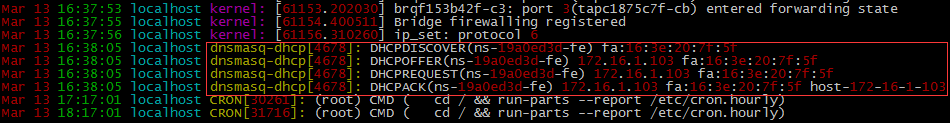 Mar 13 16:37:53 localhost kernel: [61153.202030] brqf153b42f-c3: port 3(tapc1875c7f-cb) entered forwarding state
Mar 13 16:37:55 localhost kernel: [61154.400511] Bridge firewalling registered
Mar 13 16:37:56 localhost kernel: [61156.310260] ip_set: protocol 6
Mar 13 16:38:05 localhost dnsmasq-dhcp[4678]: DHCPDISCOVER(ns-19a0ed3d-fe) fa:16:3e:20:7f:5f
Mar 13 16:38:05 localhost dnsmasq-dhcp[4678]: DHCPOFFER(ns-19a0ed3d-fe) 172.16.1.103 fa:16:3e:20:7f:5f
Mar 13 16:38:05 localhost dnsmasq-dhcp[4678]: DHCPREQUEST(ns-19a0ed3d-fe) 172.16.1.103 fa:16:3e:20:7f:5f
Mar 13 16:38:05 localhost dnsmasq-dhcp[4678]: DHCPACK(ns-19a0ed3d-fe) 172.16.1.103 fa:16:3e:20:7f:5f host-172-16-1-103
Mar 13 17:17:01 localhost CRON[30261]: (root) CMD (   cd / && run-parts --report /etc/cron.hourly)
Mar 13 18:17:01 localhost CRON[31716]: (root) CMD (   cd / && run-parts --report /etc/cron.hourly)